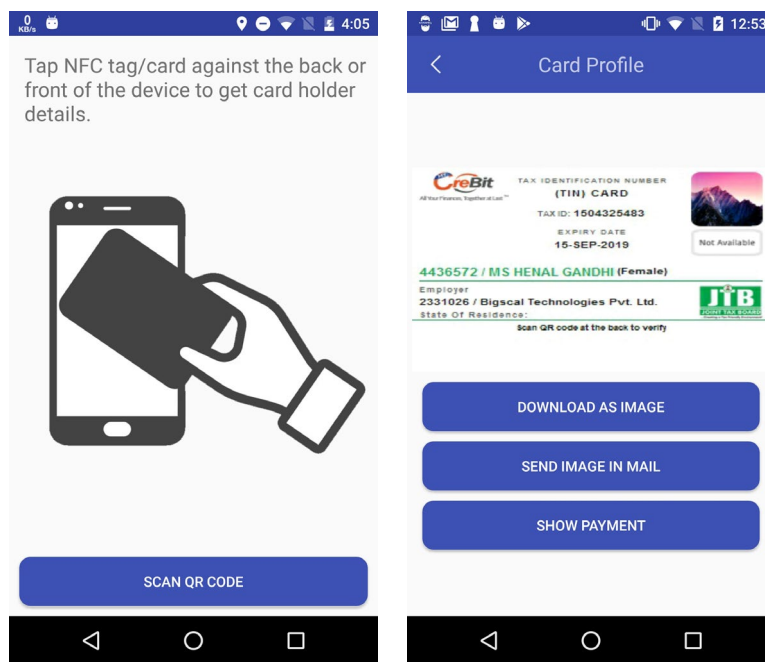 0
KB/s
4:05
Tap NFC tag/card against the back or
front of the device to get card holder
details.
SCAN QR CODE
12:53
Card Profile
CreBit
All Your Finances, Together at Last ™
TAX IDENTIFICATION NUMBER
(TIN) CARD
TAX ID: 1504325483
EXPIRY DATE
15-SEP-2019
Not Available
4436572 / MS HENAL GANDHI (Female)
Employer
2331026 / Bigscal Technologies Pvt. Ltd.
State Of Residence:
JTB
JOINT TAX BOARD
Scan QR code at the back to verify
DOWNLOAD AS IMAGE
SEND IMAGE IN MAIL
SHOW PAYMENT